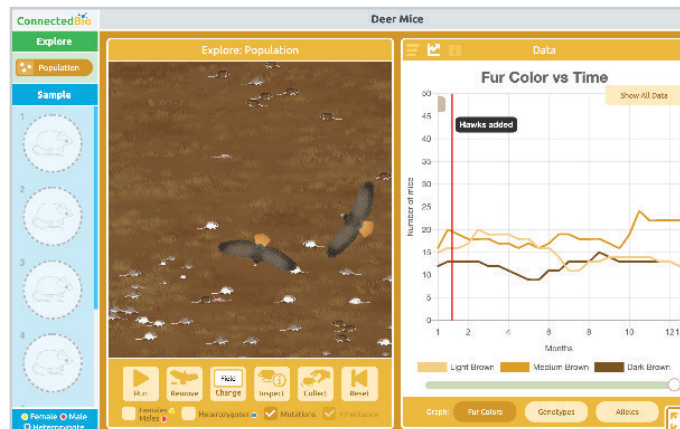 ConnectedBio
Deer Mice
Explore
Population
Sample
1
2
3
4
Female Male
Heterozygote
Explore: Population
Run
Remove
Field
Change
Inspect
Collect
Reset
Females
Males
Heterozygotes
Mutations
Inheritance
Data
Fur Color vs Time
Show All Data
Hawks added
Number of mice
50
45
40
35
30
25
20
15
10
5
0
1 2 4 6 8 10 12
Months
Light Brown Medium Brown Dark Brown
Graph: Fur Colors Genotypes Alleles